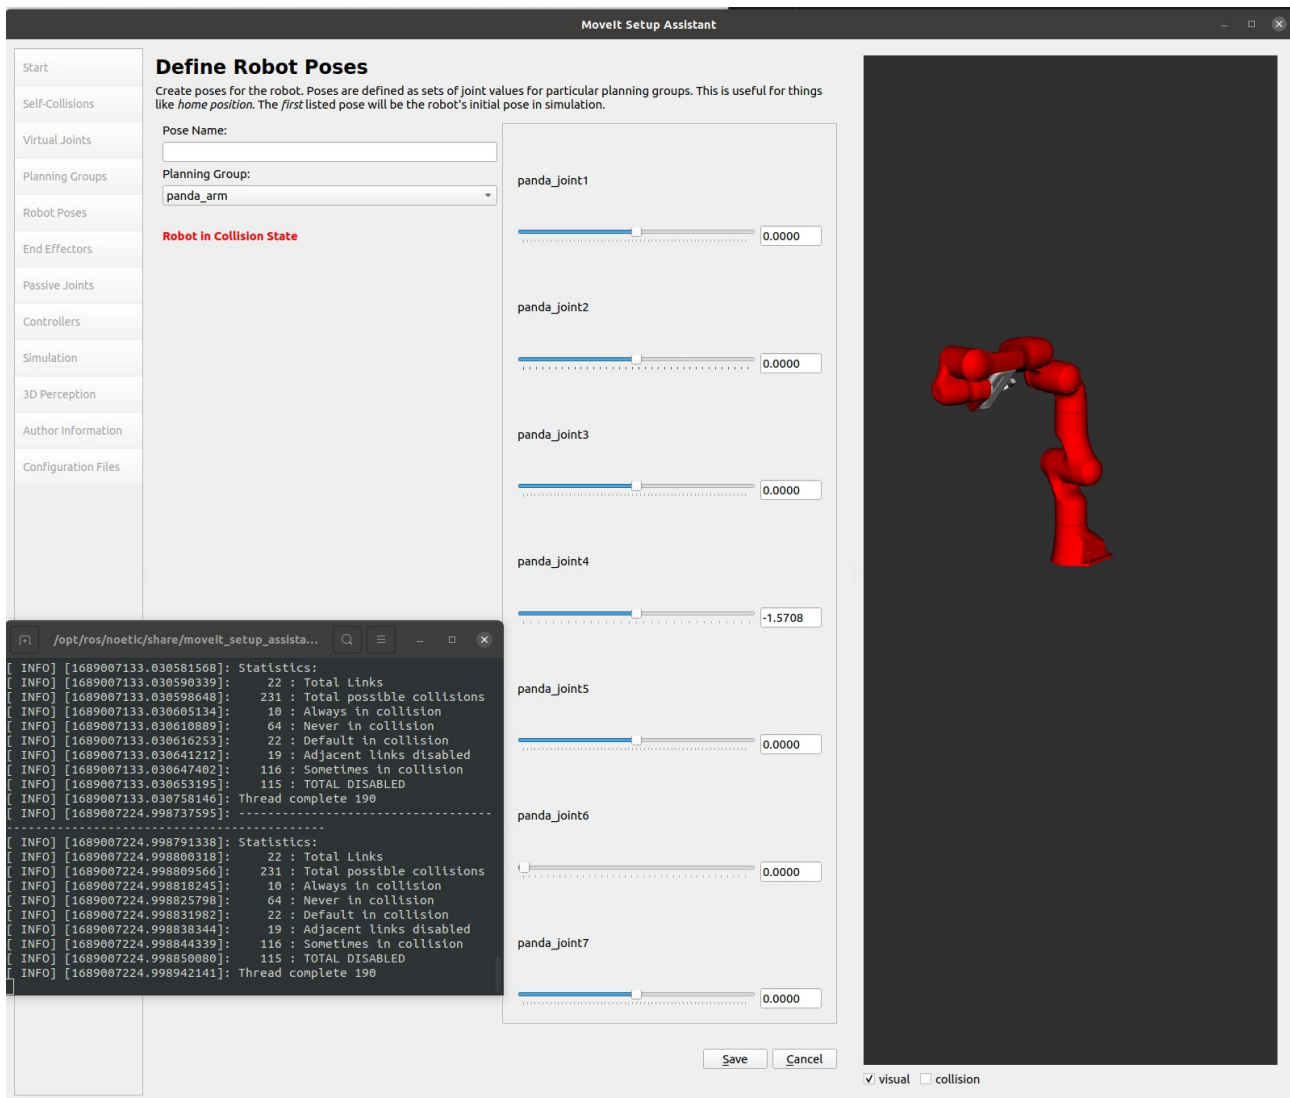 MoveIt Setup Assistant
Start
Self-Collisions
Virtual Joints
Planning Groups
Robot Poses
End Effectors
Passive Joints
Controllers
Simulation
3D Perception
Author Information
Configuration Files
Define Robot Poses
Create poses for the robot. Poses are defined as sets of joint values for particular planning groups. This is useful for things
like home position. The first listed pose will be the robot's initial pose in simulation.
Pose Name:
Planning Group:
panda_arm
Robot in Collision State
panda_joint1
0.0000
panda_joint2
0.0000
panda_joint3
0.0000
panda_joint4
-1.5708
panda_joint5
0.0000
panda_joint6
0.0000
panda_joint7
0.0000
Save Cancel
visual collision
/opt/ros/noetic/share/moveit_setup_assista...
[ INFO] [1689007133.030581568]: Statistics:
[ INFO] [1689007133.030590339]: 22 : Total Links
[ INFO] [1689007133.030598648]: 231 : Total possible collisions
[ INFO] [1689007133.030605134]: 10 : Always in collision
[ INFO] [1689007133.030610889]: 64 : Never in collision
[ INFO] [1689007133.030616253]: 22 : Default in collision
[ INFO] [1689007133.030641212]: 19 : Adjacent links disabled
[ INFO] [1689007133.030647402]: 116 : Sometimes in collision
[ INFO] [1689007133.030653195]: 115 : TOTAL DISABLED
[ INFO] [1689007133.030758146]: Thread complete 190
[ INFO] [1689007224.998737595]: -----------------------------------
--------------------------------------------
[ INFO] [1689007224.998791338]: Statistics:
[ INFO] [1689007224.998800318]: 22 : Total Links
[ INFO] [1689007224.998809566]: 231 : Total possible collisions
[ INFO] [1689007224.998818245]: 10 : Always in collision
[ INFO] [1689007224.998825798]: 64 : Never in collision
[ INFO] [1689007224.998831982]: 22 : Default in collision
[ INFO] [1689007224.998838344]: 19 : Adjacent links disabled
[ INFO] [1689007224.998844339]: 116 : Sometimes in collision
[ INFO] [1689007224.998850080]: 115 : TOTAL DISABLED
[ INFO] [1689007224.998942141]: Thread complete 190